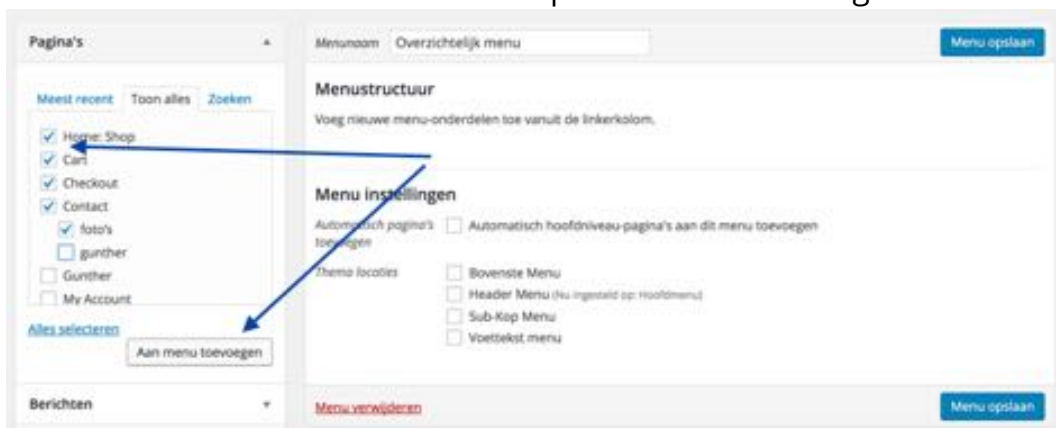 Pagina's
Meest recent Toon alles Zoeken
Home: Shop
Cart
Checkout
Contact
foto's
gunther
Gunther
My Account
Alles selecteren
Aan menu toevoegen
Berichten
Menunaam Overzichtelijk menu
Menu opslaan
Menustructuur
Voeg nieuwe menu-onderdelen toe vanuit de linkerkolom.
Menu instellingen
Automatisch pagina's
toevoegen
Automatisch hoofdniveau-pagina's aan dit menu toevoegen
Thema locaties
Bovenste Menu
Header Menu (Nu ingesteld op: Hoofdmenu)
Sub-Kop Menu
Voettekst menu
Menu verwijderen
Menu opslaan